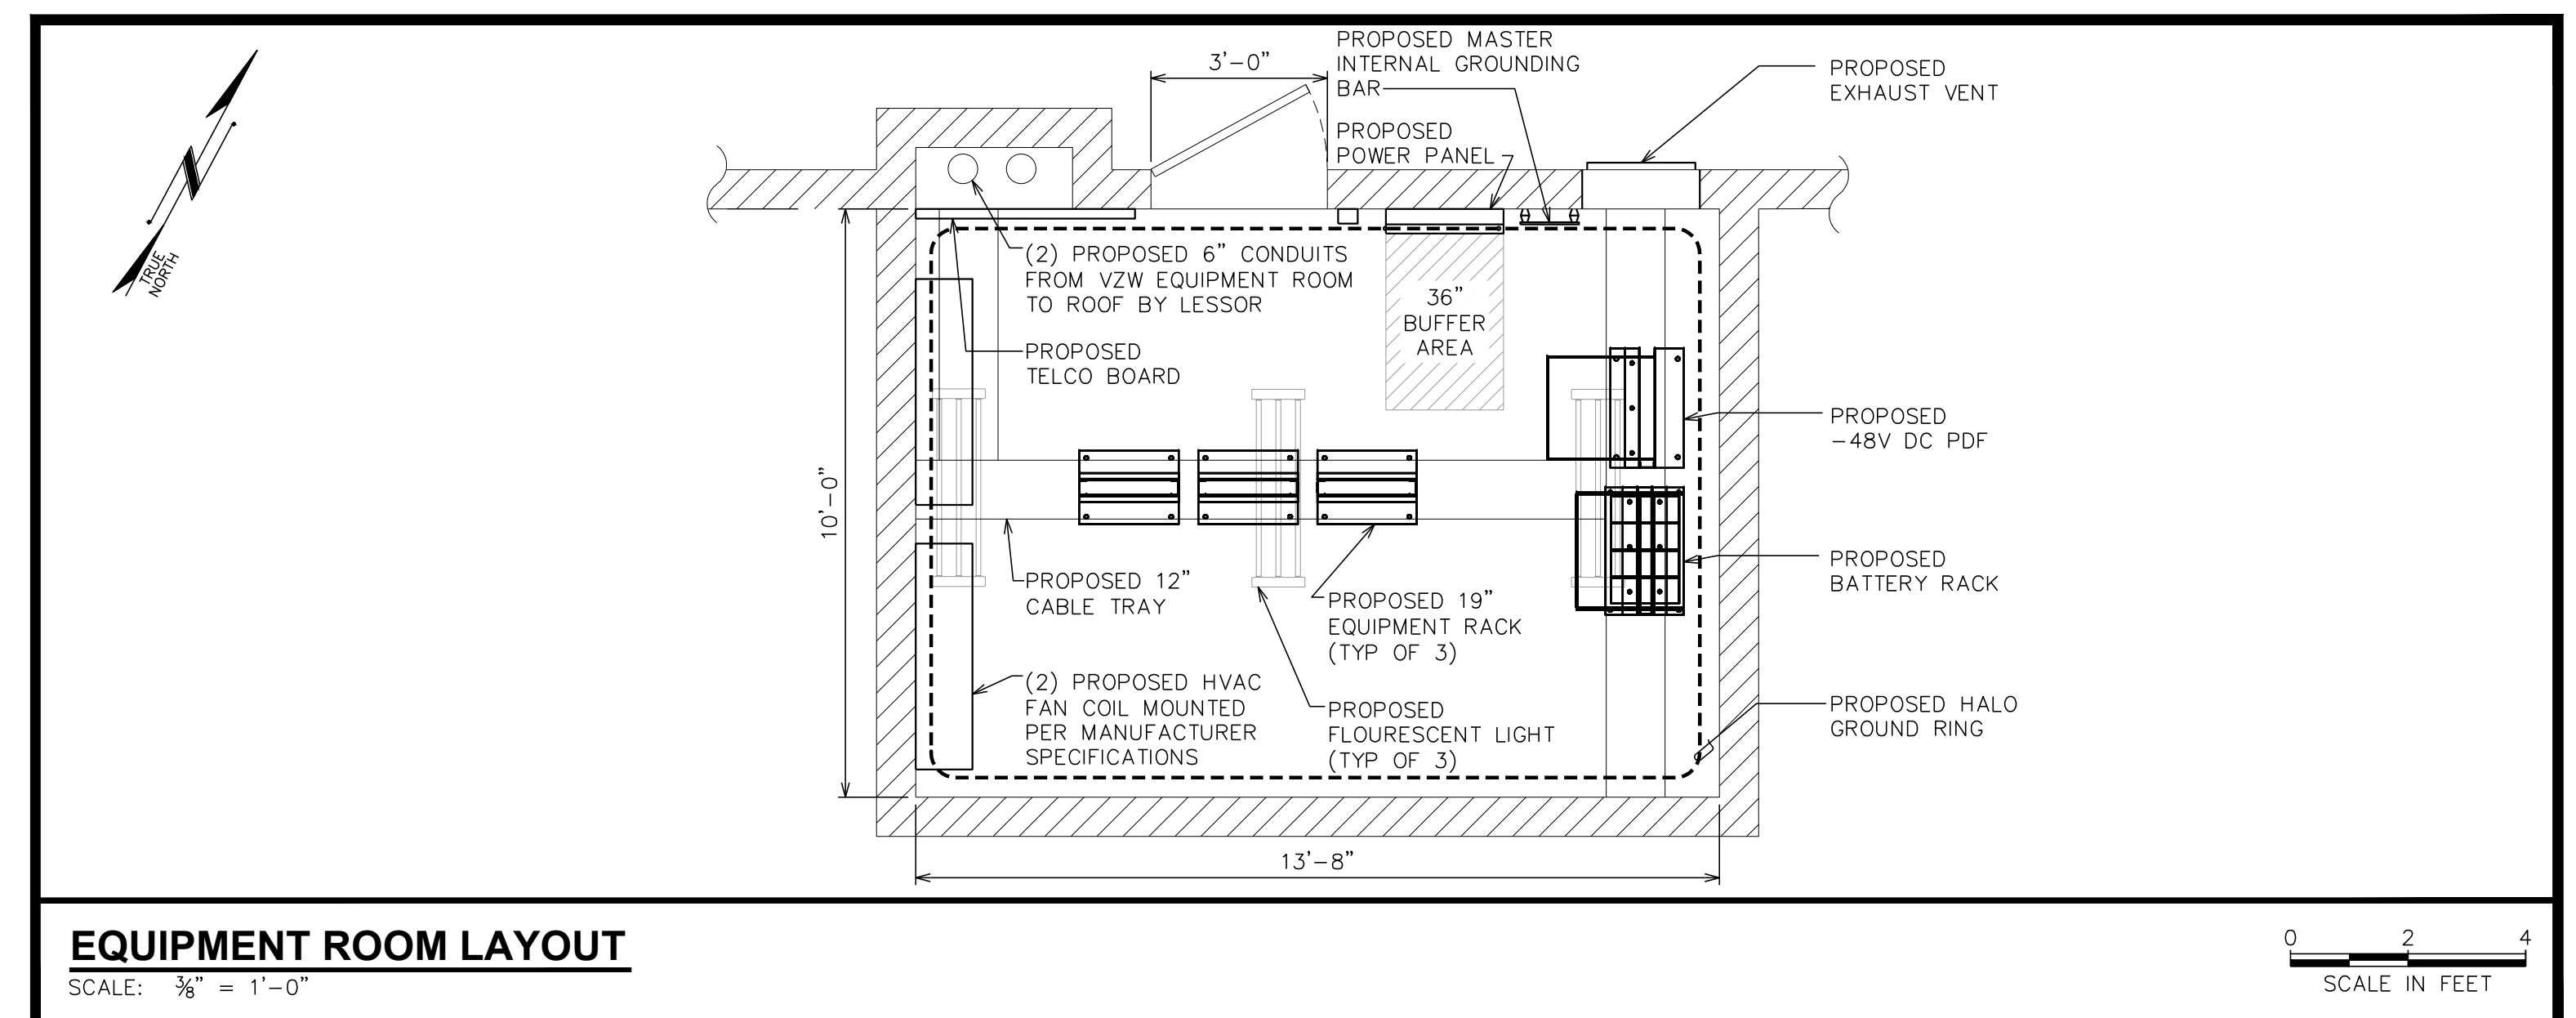 TRUE
NORTH
3'-0"
PROPOSED MASTER
INTERNAL GROUNDING
BAR
PROPOSED
POWER PANEL
PROPOSED
EXHAUST VENT
(2) PROPOSED 6" CONDUITS
FROM VZW EQUIPMENT ROOM
TO ROOF BY LESSOR
36"
BUFFER
AREA
PROPOSED
TELCO BOARD
PROPOSED
-48V DC PDF
10'-0"
PROPOSED 12"
CABLE TRAY
PROPOSED 19"
EQUIPMENT RACK
(TYP OF 3)
PROPOSED
BATTERY RACK
(2) PROPOSED HVAC
FAN COIL MOUNTED
PER MANUFACTURER
SPECIFICATIONS
PROPOSED
FLOURESCENT LIGHT
(TYP OF 3)
PROPOSED HALO
GROUND RING
13'-8"
EQUIPMENT ROOM LAYOUT
SCALE: 3/8" = 1'-0"
0 2 4
SCALE IN FEET